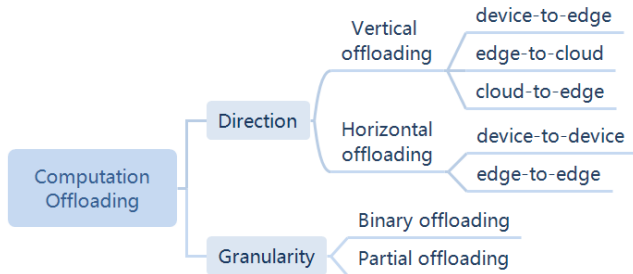 Computation
Offloading
Direction
Vertical
offloading
device-to-edge
edge-to-cloud
cloud-to-edge
Horizontal
offloading
device-to-device
edge-to-edge
Granularity
Binary offloading
Partial offloading